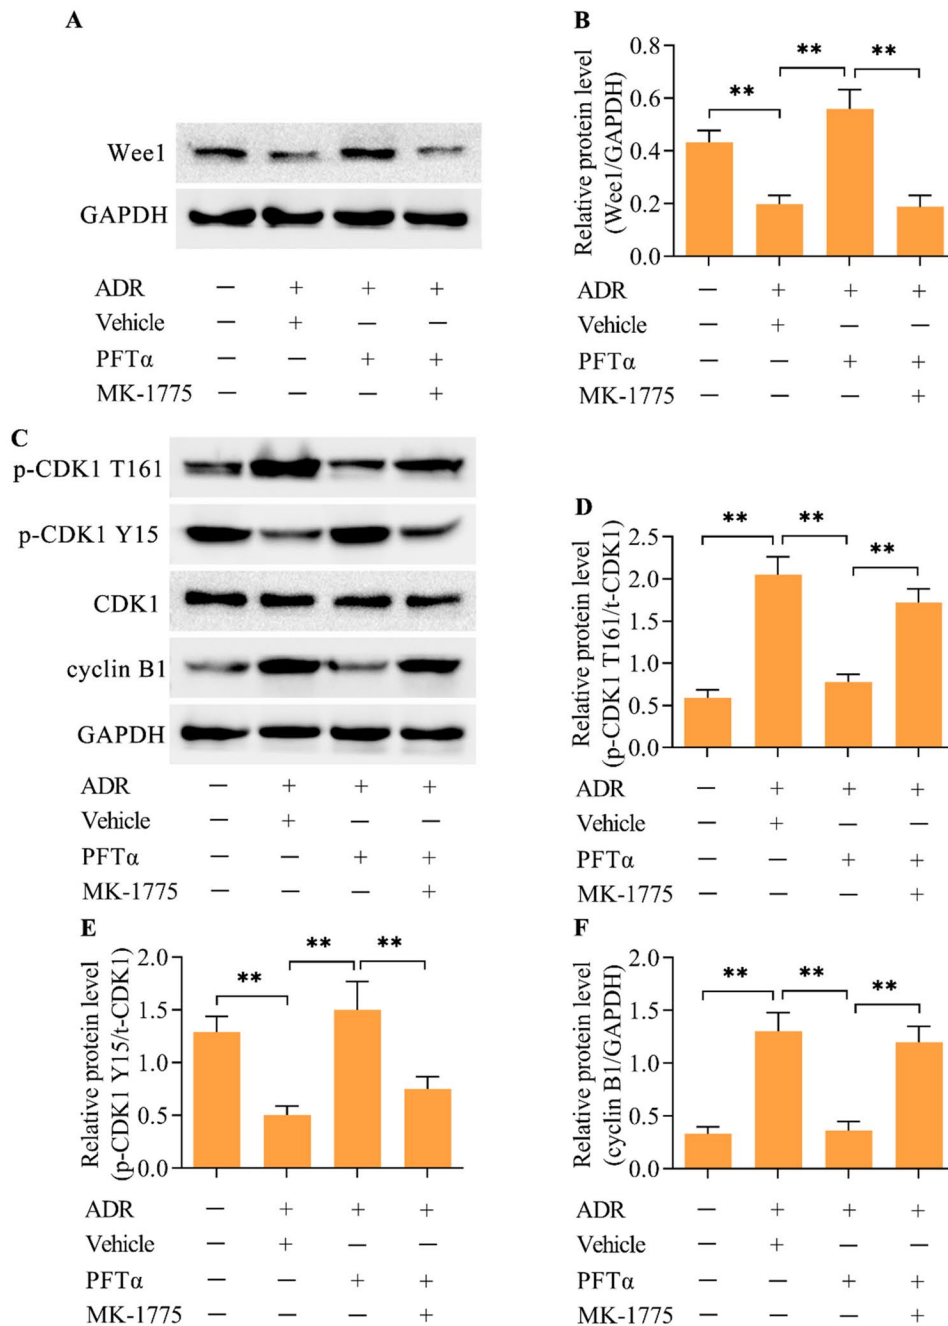 A
Wee1
GAPDH
ADR − + + +
Vehicle − + − −
PFTα − − + +
MK-1775 − − − +
B
Relative protein level
(Wee1/GAPDH)
0.8
0.6
0.4
0.2
0.0
** ** **
ADR − + + +
Vehicle − + − −
PFTα − − + +
MK-1775 − − − +
C
p-CDK1 T161
p-CDK1 Y15
CDK1
cyclin B1
GAPDH
ADR − + + +
Vehicle − + − −
PFTα − − + +
MK-1775 − − − +
D
Relative protein level
(p-CDK1 T161/t-CDK1)
2.5
2.0
1.5
1.0
0.5
0.0
** ** **
ADR − + + +
Vehicle − + − −
PFTα − − + +
MK-1775 − − − +
E
Relative protein level
(p-CDK1 Y15/t-CDK1)
2.0
1.5
1.0
0.5
0.0
** ** **
ADR − + + +
Vehicle − + − −
PFTα − − + +
MK-1775 − − − +
F
Relative protein level
(cyclin B1/GAPDH)
2.0
1.5
1.0
0.5
0.0
** ** **
ADR − + + +
Vehicle − + − −
PFTα − − + +
MK-1775 − − − +